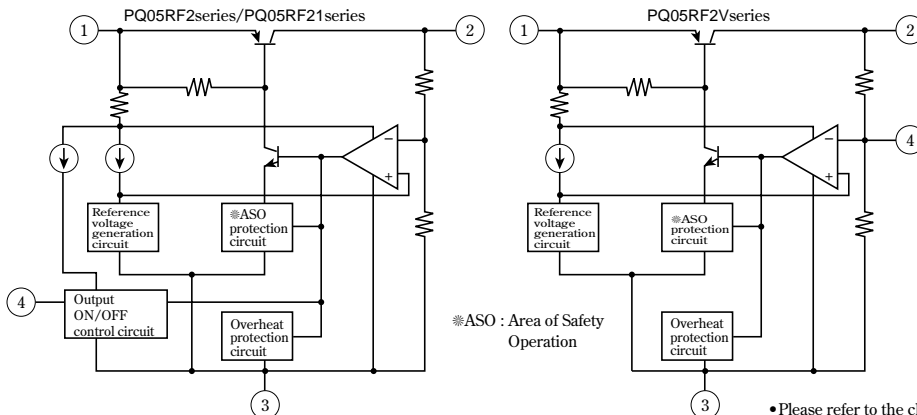 PQ05RF2series/PQ05RF21series
1
2
−
+
Reference
voltage
generation
circuit
※ASO
protection
circuit
4
Output
ON/OFF
control circuit
Overheat
protection
circuit
3
※ASO : Area of Safety
Operation
PQ05RF2Vseries
1
2
−
4
+
Reference
voltage
generation
circuit
※ASO
protection
circuit
Overheat
protection
circuit
3
•Please refer to the